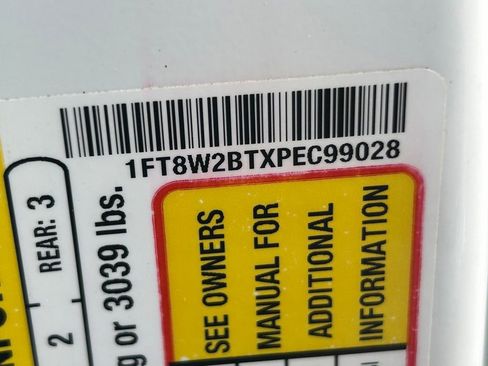 1FT8W2BTXPEC99028
REAR: 3
2
or 3039 lbs.
SEE OWNERS
MANUAL FOR
ADDITIONAL
INFORMATION